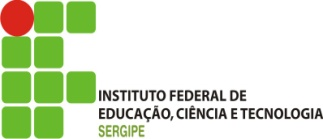 INSTITUTO FEDERAL DE
EDUCAÇÃO, CIÊNCIA E TECNOLOGIA
SERGIPE